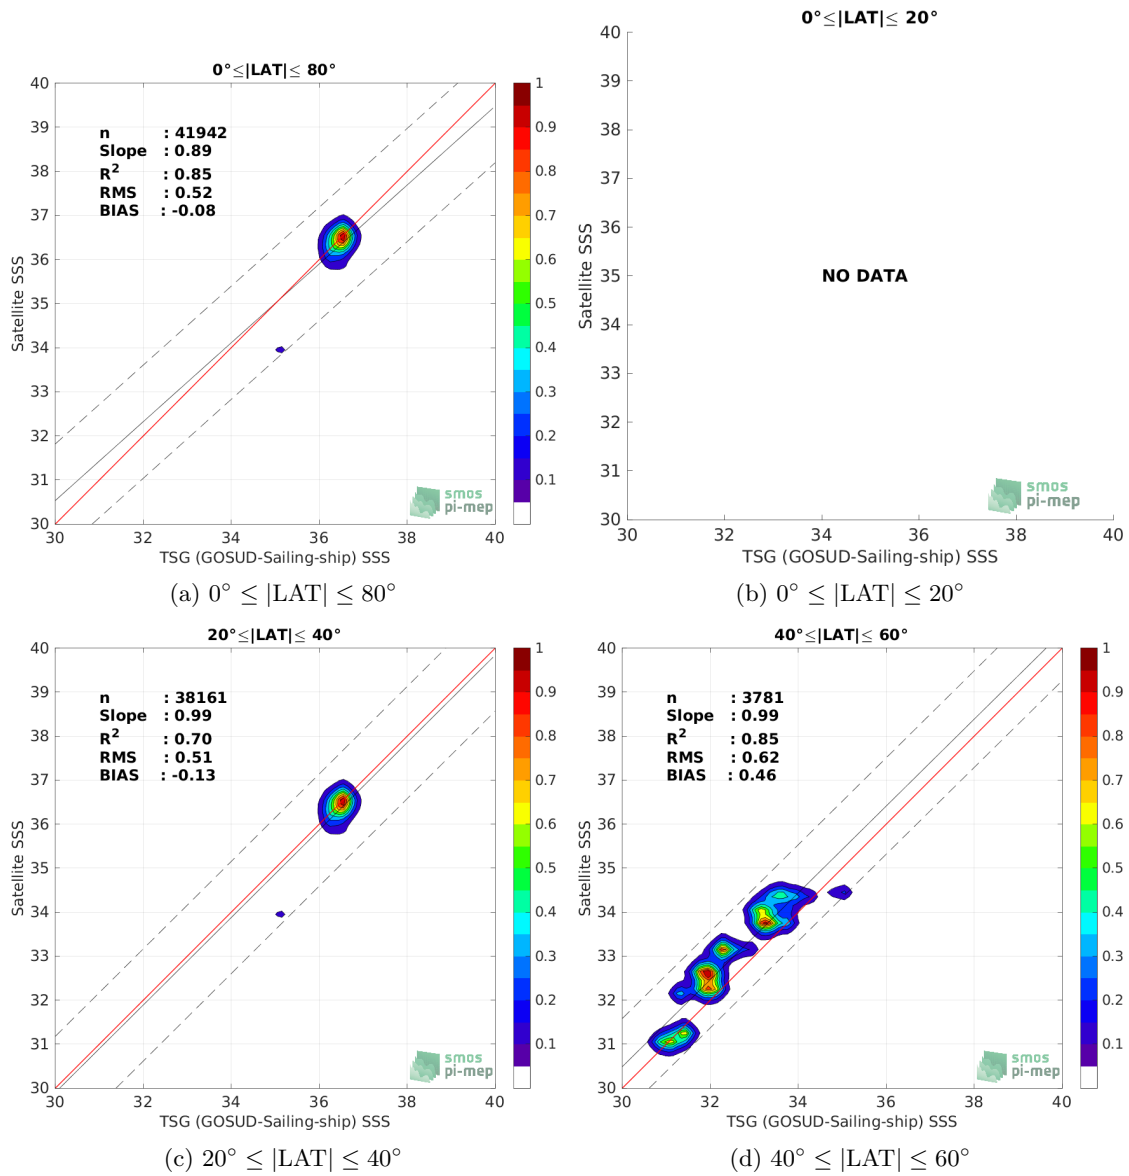 0°≤|LAT|≤ 80°
n : 41942
Slope : 0.89
R² : 0.85
RMS : 0.52
BIAS : -0.08
40
39
38
37
36
35
34
33
32
31
30
30
32
34
36
38
40
Satellite SSS
TSG (GOSUD-Sailing-ship) SSS
1
0.9
0.8
0.7
0.6
0.5
0.4
0.3
0.2
0.1
smos
pi-mep
(a) 0° ≤ |LAT| ≤ 80°
0°≤|LAT|≤ 20°
40
39
38
37
36
35
34
33
32
31
30
30
32
34
36
38
40
Satellite SSS
NO DATA
TSG (GOSUD-Sailing-ship) SSS
smos
pi-mep
(b) 0° ≤ |LAT| ≤ 20°
20°≤|LAT|≤ 40°
n : 38161
Slope : 0.99
R² : 0.70
RMS : 0.51
BIAS : -0.13
40
39
38
37
36
35
34
33
32
31
30
30
32
34
36
38
40
Satellite SSS
TSG (GOSUD-Sailing-ship) SSS
1
0.9
0.8
0.7
0.6
0.5
0.4
0.3
0.2
0.1
smos
pi-mep
(c) 20° ≤ |LAT| ≤ 40°
40°≤|LAT|≤ 60°
n : 3781
Slope : 0.99
R² : 0.85
RMS : 0.62
BIAS : 0.46
40
39
38
37
36
35
34
33
32
31
30
30
32
34
36
38
40
Satellite SSS
TSG (GOSUD-Sailing-ship) SSS
1
0.9
0.8
0.7
0.6
0.5
0.4
0.3
0.2
0.1
smos
pi-mep
(d) 40° ≤ |LAT| ≤ 60°